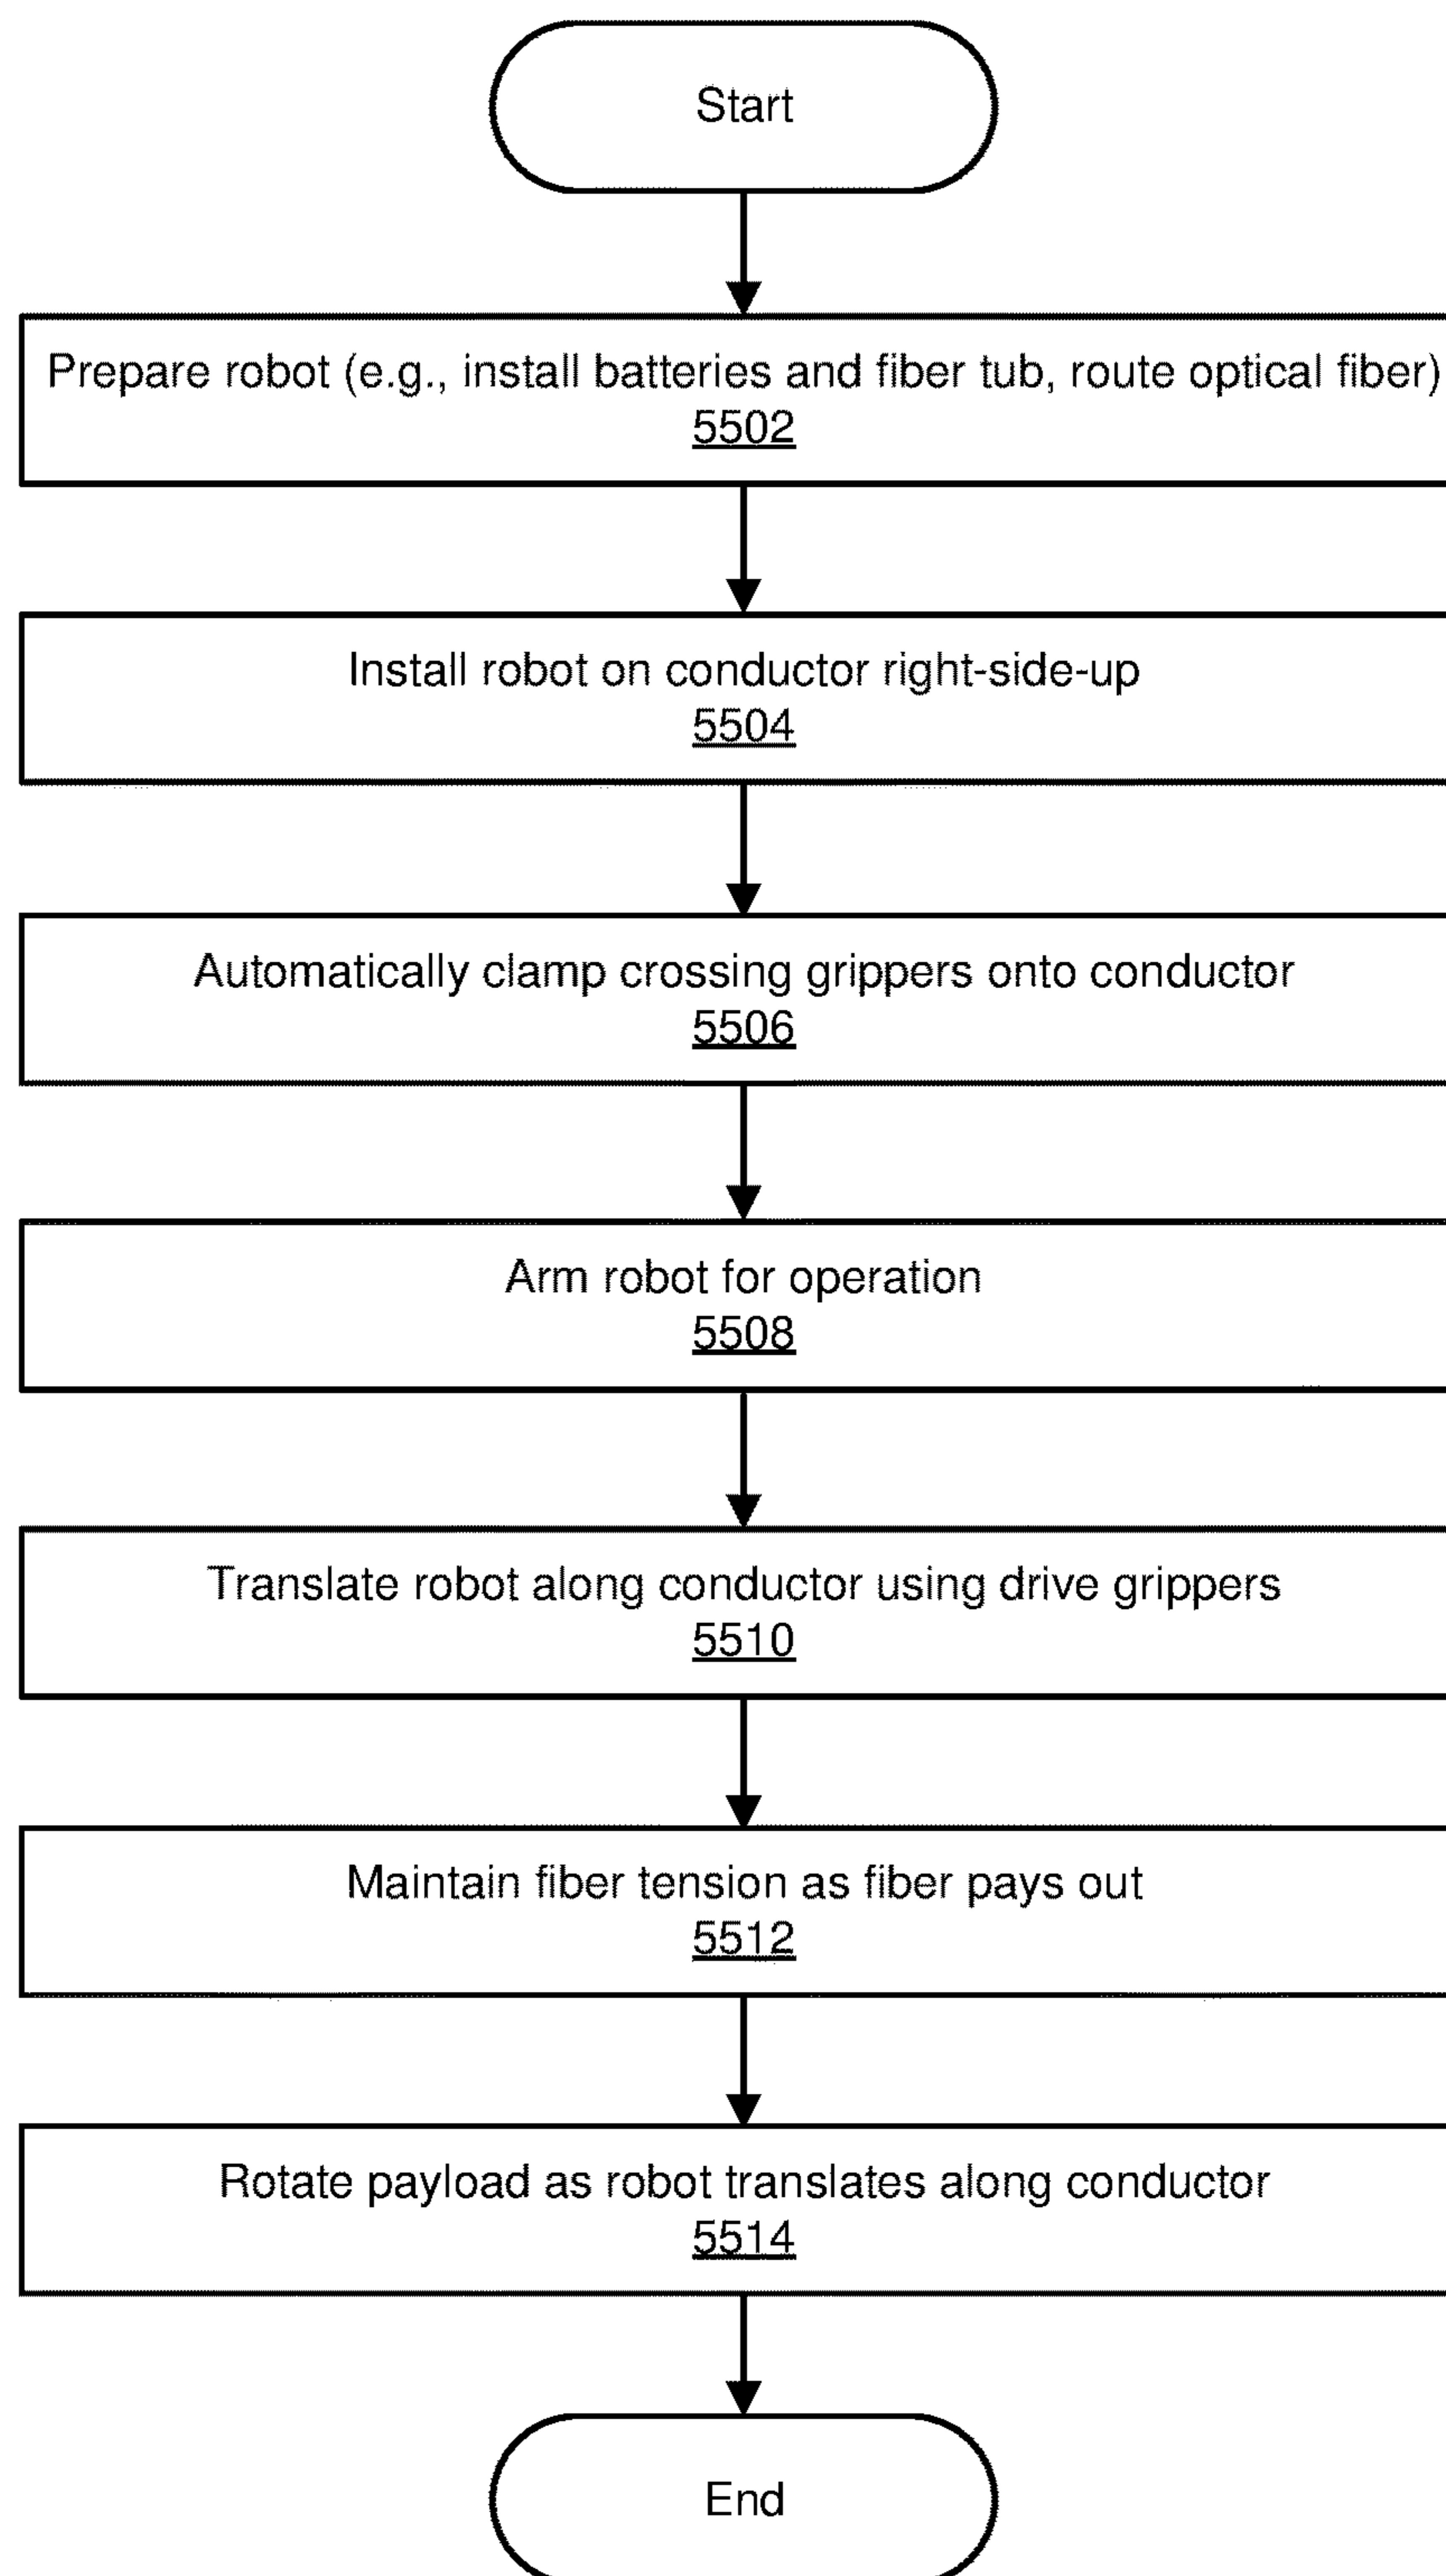 Start
Prepare robot (e.g., install batteries and fiber tub, route optical fiber)
5502
Install robot on conductor right-side-up
5504
Automatically clamp crossing grippers onto conductor
5506
Arm robot for operation
5508
Translate robot along conductor using drive grippers
5510
Maintain fiber tension as fiber pays out
5512
Rotate payload as robot translates along conductor
5514
End